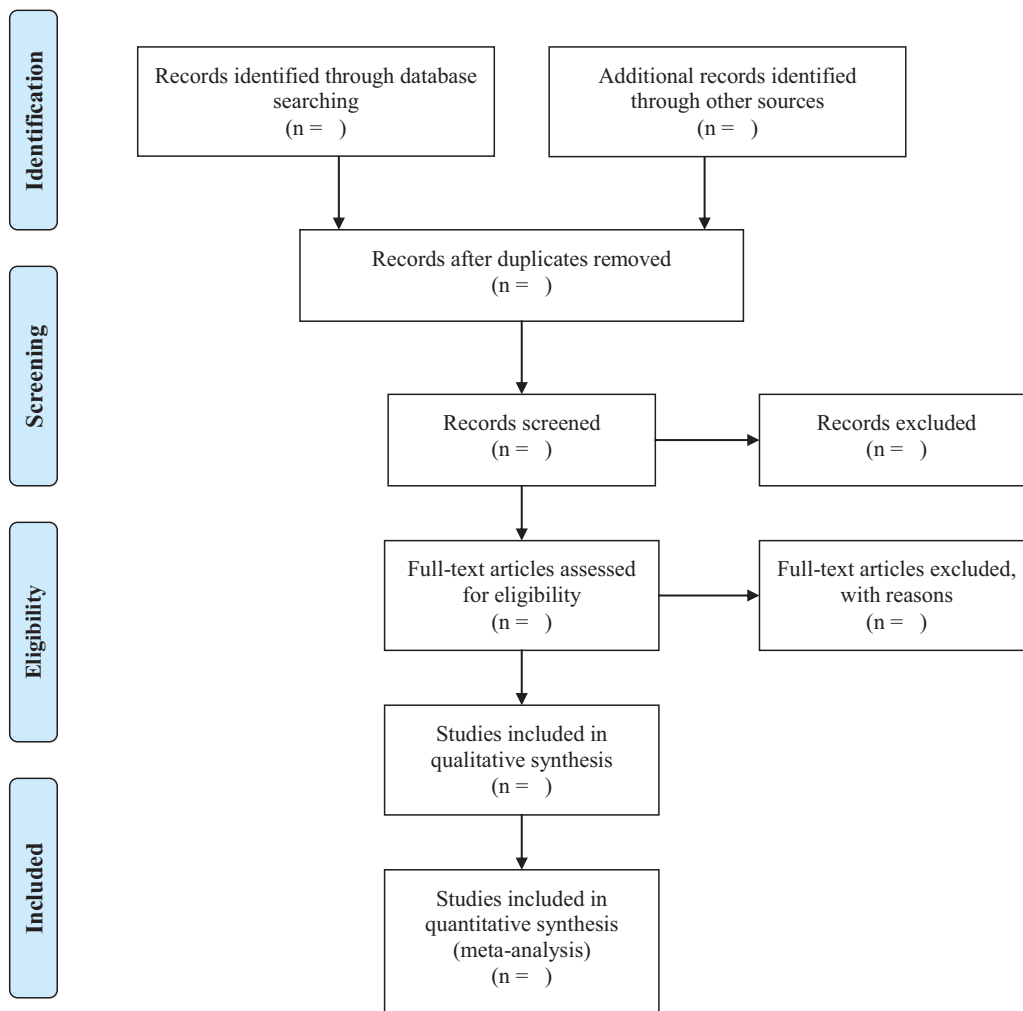 Identification
Records identified through database
searching
(n =   )
Additional records identified
through other sources
(n =   )
Records after duplicates removed
(n =   )
Screening
Records screened
(n =   )
Records excluded
(n =   )
Eligibility
Full-text articles assessed
for eligibility
(n =   )
Full-text articles excluded,
with reasons
(n =   )
Studies included in
qualitative synthesis
(n =   )
Included
Studies included in
quantitative synthesis
(meta-analysis)
(n =   )